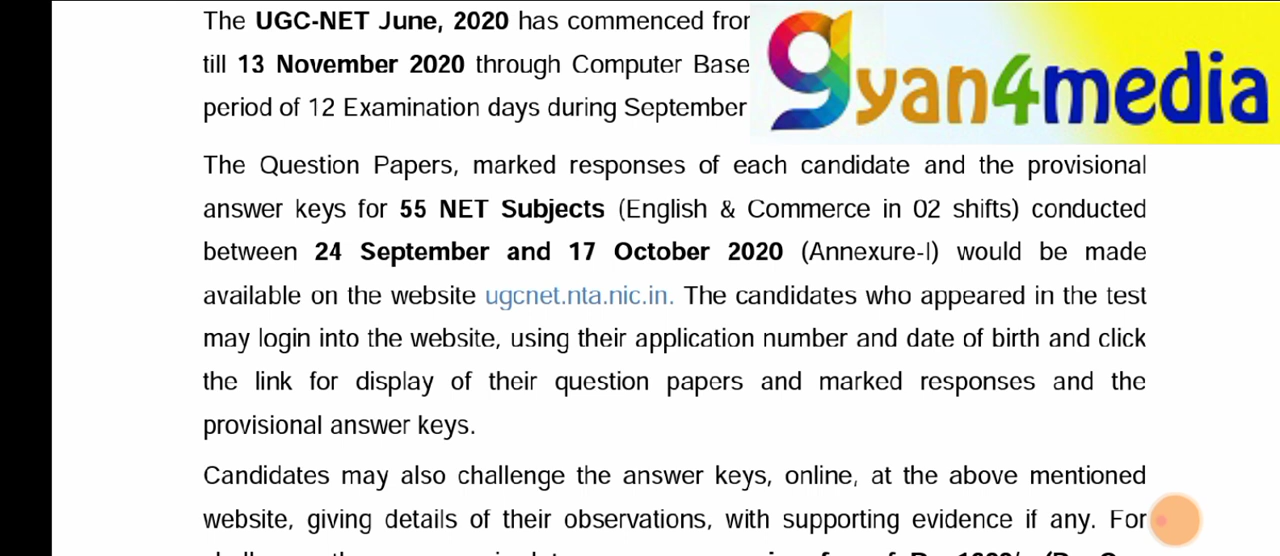 The UGC-NET June, 2020 has commenced from
till 13 November 2020 through Computer Base
period of 12 Examination days during September
gyan4media
The Question Papers, marked responses of each candidate and the provisional
answer keys for 55 NET Subjects (English & Commerce in 02 shifts) conducted
between 24 September and 17 October 2020 (Annexure-I) would be made
available on the website ugcnet.nta.nic.in. The candidates who appeared in the test
may login into the website, using their application number and date of birth and click
the link for display of their question papers and marked responses and the
provisional answer keys.
Candidates may also challenge the answer keys, online, at the above mentioned
website, giving details of their observations, with supporting evidence if any. For